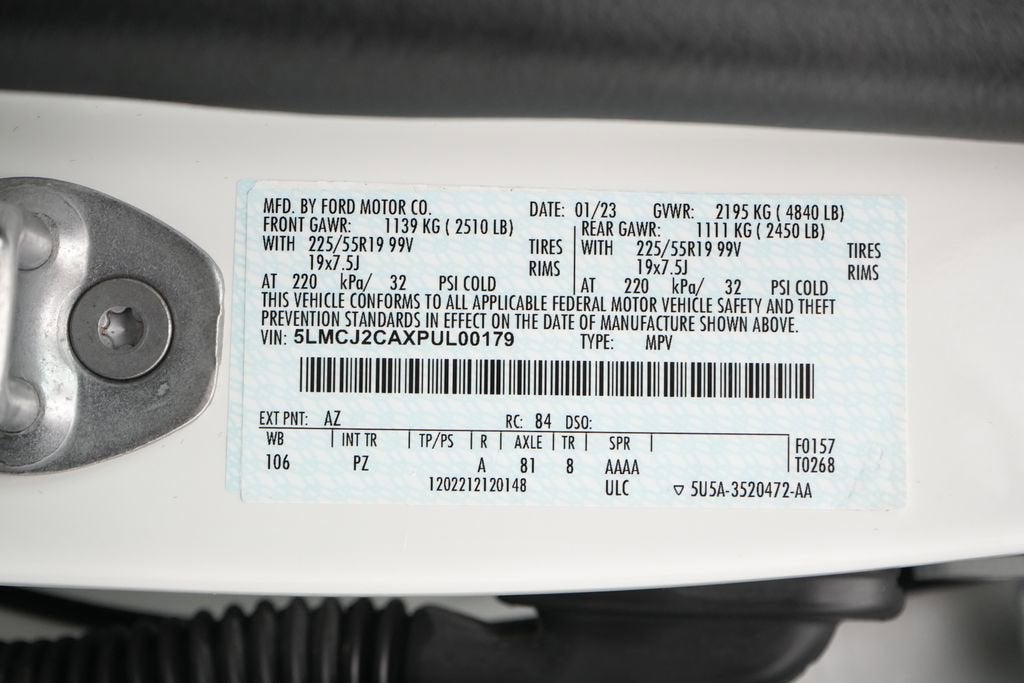 MFD. BY FORD MOTOR CO. DATE: 01/23 GVWR: 2195 KG ( 4840 LB)
FRONT GAWR: 1139 KG ( 2510 LB) REAR GAWR: 1111 KG ( 2450 LB)
WITH 225/55R19 99V TIRES WITH 225/55R19 99V TIRES
19x7.5J RIMS 19x7.5J RIMS
AT 220 kPa/ 32 PSI COLD AT 220 kPa/ 32 PSI COLD
THIS VEHICLE CONFORMS TO ALL APPLICABLE FEDERAL MOTOR VEHICLE SAFETY AND THEFT
PREVENTION STANDARDS IN EFFECT ON THE DATE OF MANUFACTURE SHOWN ABOVE.
VIN: 5LMCJ2CAXPUL00179 TYPE: MPV
EXT PNT: AZ RC: 84 DSO:
WB INT TR TP/PS R AXLE TR SPR F0157
106 PZ A 81 8 AAAA T0268
1202212120148 ULC ▽ 5U5A-3520472-AA